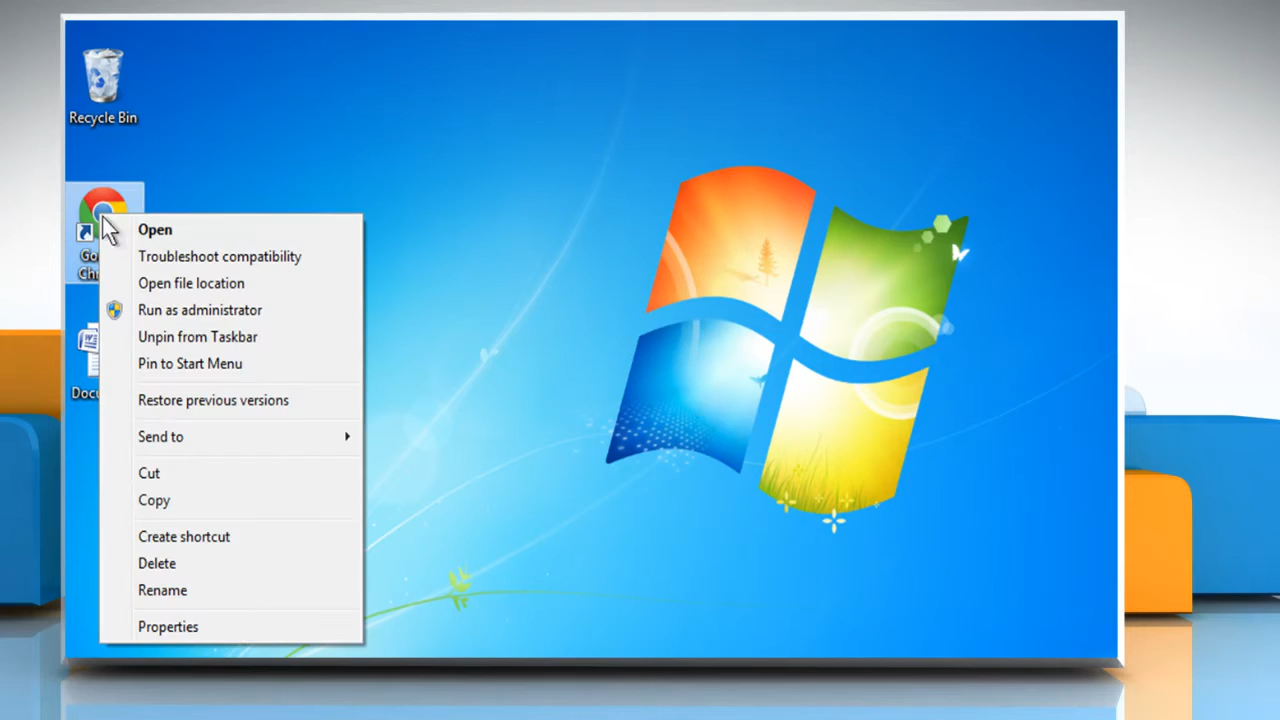 Recycle Bin
Open
Troubleshoot compatibility
Open file location
Run as administrator
Unpin from Taskbar
Pin to Start Menu
Restore previous versions
Send to
Cut
Copy
Create shortcut
Delete
Rename
Properties